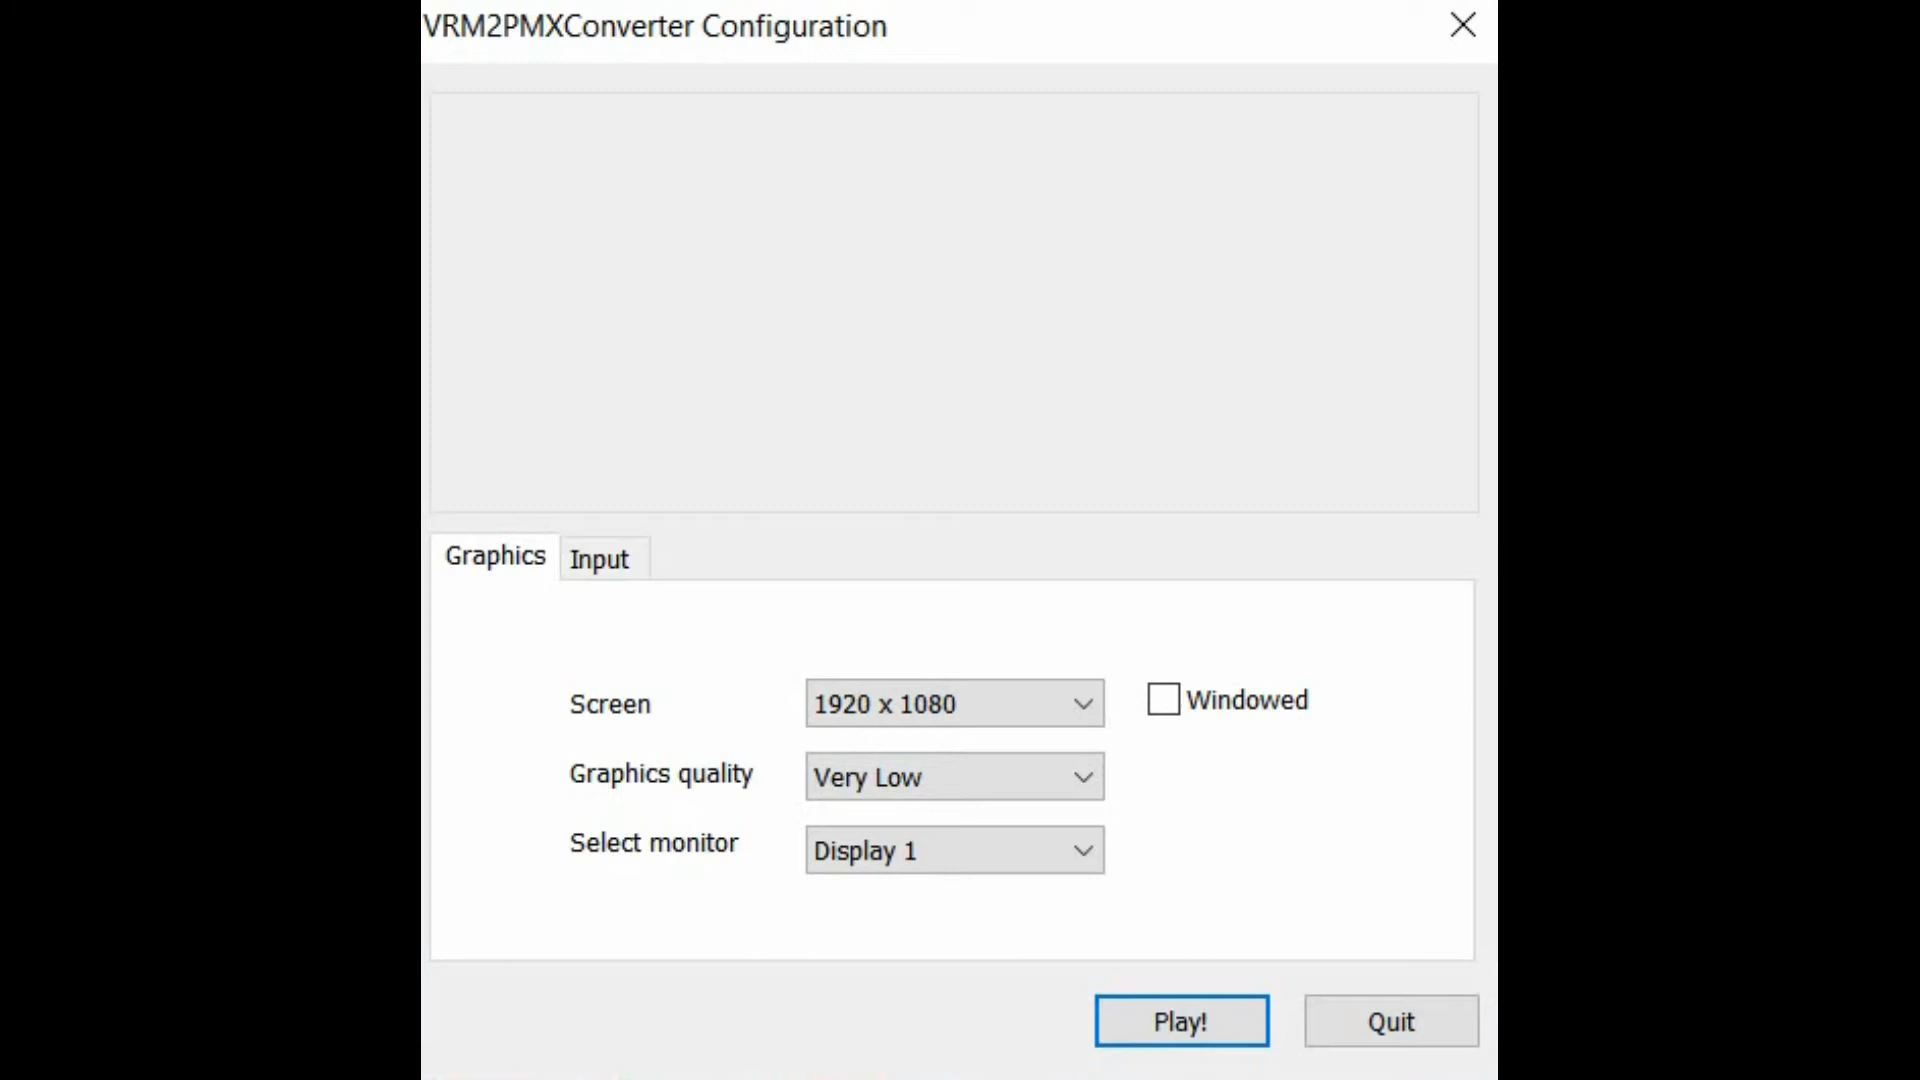 VRM2PMXConverter Configuration
Graphics
Input
Screen
1920 x 1080
Windowed
Graphics quality
Very Low
Select monitor
Display 1
Play!
Quit